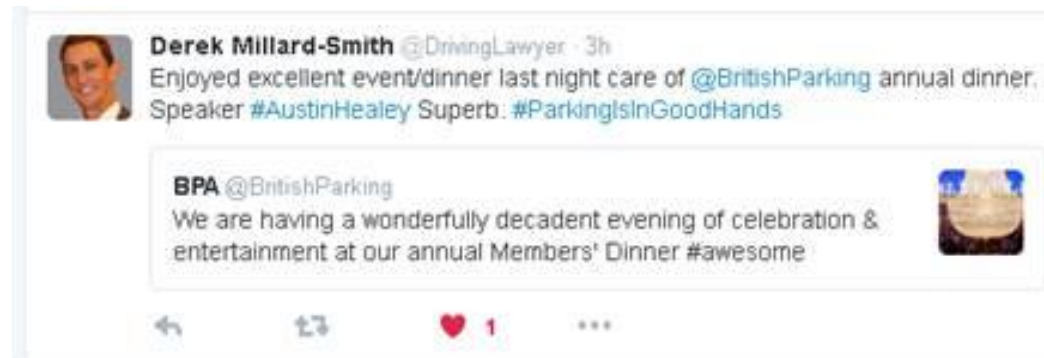 Derek Millard-Smith @DrivingLawyer · 3h
Enjoyed excellent event/dinner last night care of @BritishParking annual dinner.
Speaker #AustinHealey Superb. #ParkingIsInGoodHands
BPA @BritishParking
We are having a wonderfully decadent evening of celebration &
entertainment at our annual Members' Dinner #awesome
1